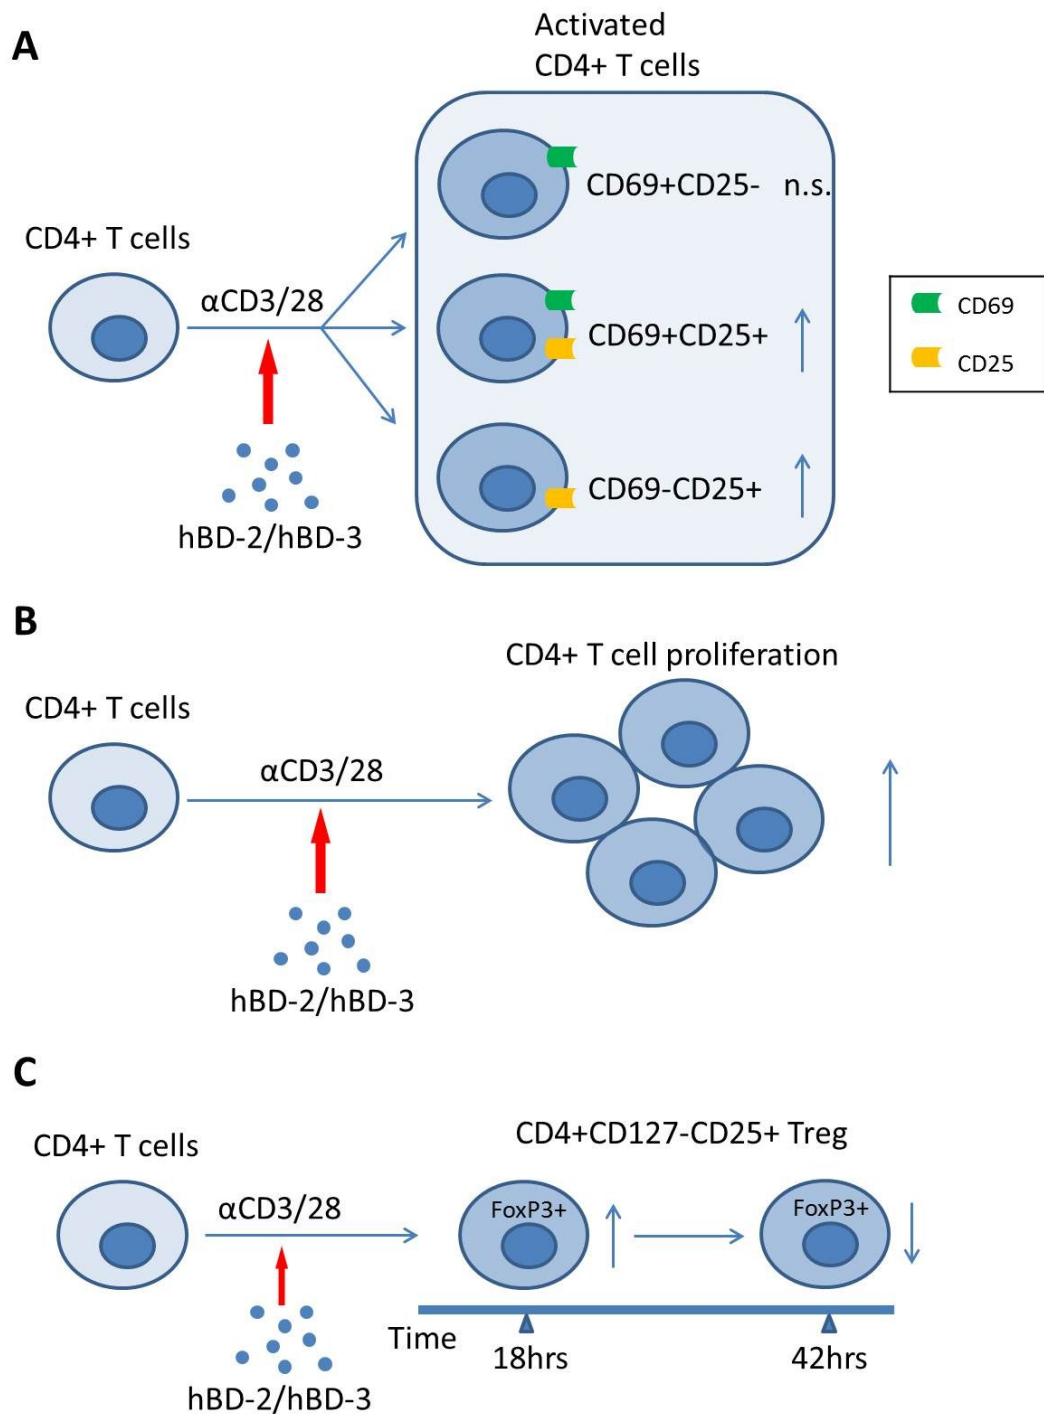 A
Activated
CD4+ T cells
CD69+CD25- n.s.
CD4+ T cells
αCD3/28
CD69+CD25+
CD69-CD25+
hBD-2/hBD-3
CD69
CD25
B
CD4+ T cell proliferation
CD4+ T cells
αCD3/28
hBD-2/hBD-3
C
CD4+ T cells
CD4+CD127-CD25+ Treg
αCD3/28
FoxP3+
FoxP3+
Time
18hrs
42hrs
hBD-2/hBD-3